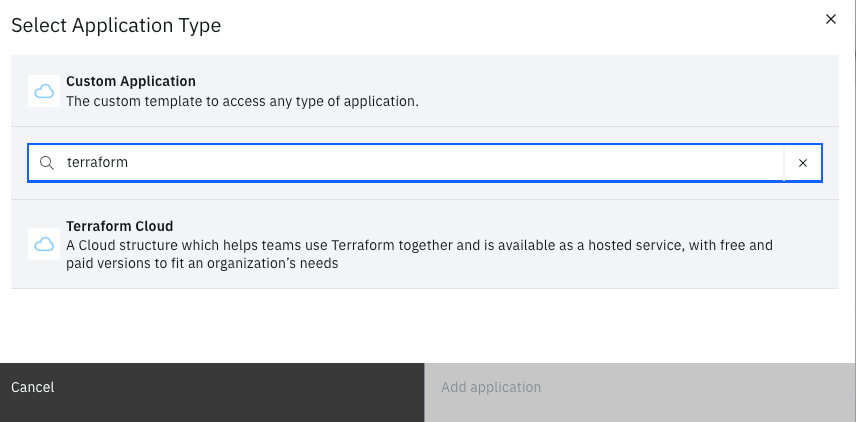 Select Application Type
Custom Application
The custom template to access any type of application.
terraform
Terraform Cloud
A Cloud structure which helps teams use Terraform together and is available as a hosted service, with free and
paid versions to fit an organization’s needs
Cancel
Add application